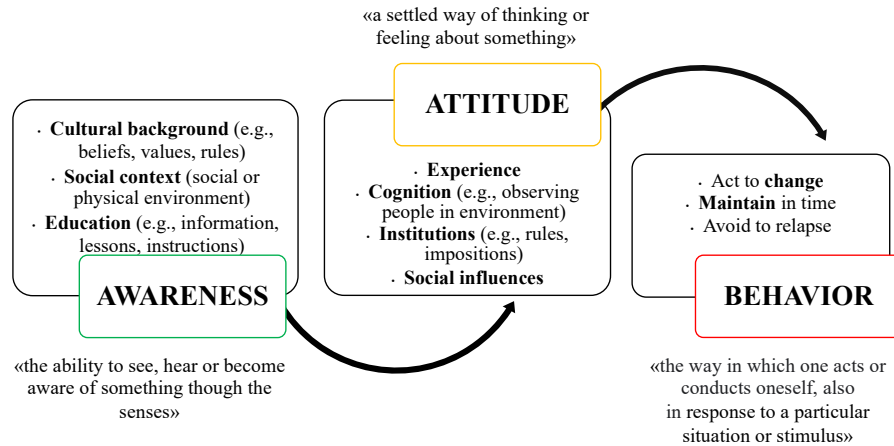 «a settled way of thinking or
feeling about something»
ATTITUDE
· Cultural background (e.g.,
beliefs, values, rules)
· Social context (social or
physical environment)
· Education (e.g., information,
lessons, instructions)
AWARENESS
«the ability to see, hear or become
aware of something though the
senses»
· Experience
· Cognition (e.g., observing
people in environment)
· Institutions (e.g., rules,
impositions)
· Social influences
· Act to change
· Maintain in time
· Avoid to relapse
BEHAVIOR
«the way in which one acts or
conducts oneself, also
in response to a particular
situation or stimulus»